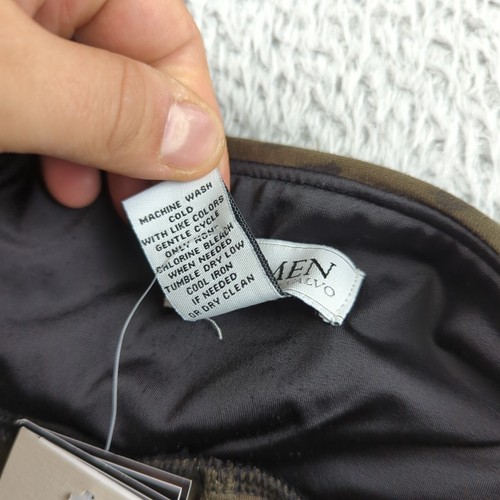 MACHINE WASH
COLD
WITH LIKE COLORS
GENTLE CYCLE
ONLY NON-
CHLORINE BLEACH
WHEN NEEDED
TUMBLE DRY LOW
COOL IRON
IF NEEDED
OR DRY CLEAN
MEN